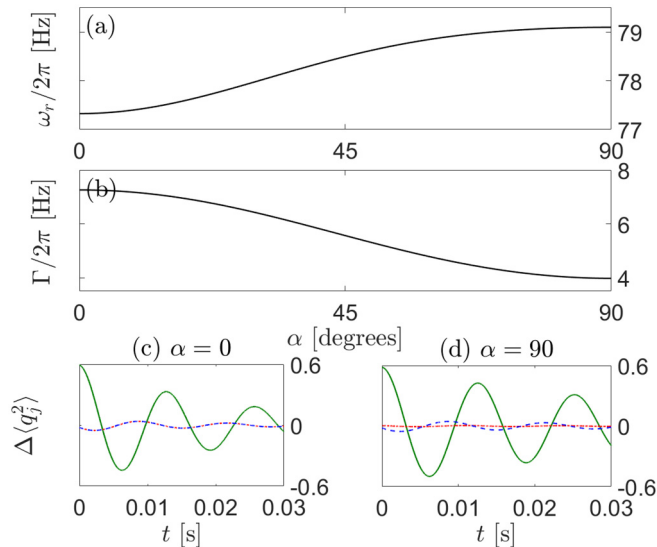 (a)
ω_r/2π [Hz]
79
78
77
0 45 90
(b)
Γ/2π [Hz]
8
6
4
0 45 90
α [degrees]
(c) α = 0
(d) α = 90
Δ⟨q_j^2⟩
0.6
0
-0.6
0.6
0
-0.6
0 0.01 0.02 0.03
0 0.01 0.02 0.03
t [s]
t [s]